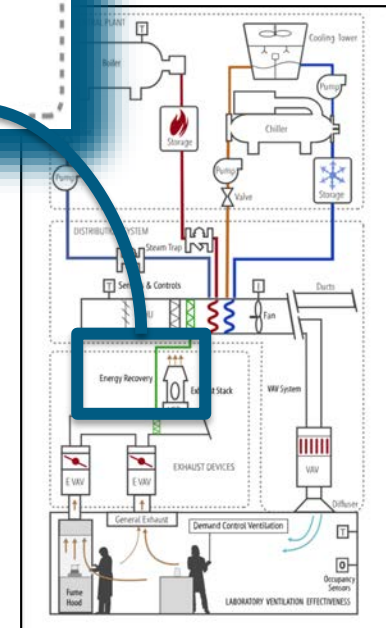 PLANT
T
Boiler
Cooling Tower
Pump
Storage
Chiller
Pump
Pump
Valve
Storage
DISTRIBUTION SYSTEM
Steam Trap
T
Sensors & Controls
T
Ducts
Fan
Energy Recovery
Exhaust Stack
VAV System
EXHAUST DEVICES
E VAV
E VAV
VAV
Diffuser
General Exhaust
Demand Control Ventilation
T
O
Occupancy
Sensors
Fume
Hood
LABORATORY VENTILATION EFFECTIVENESS